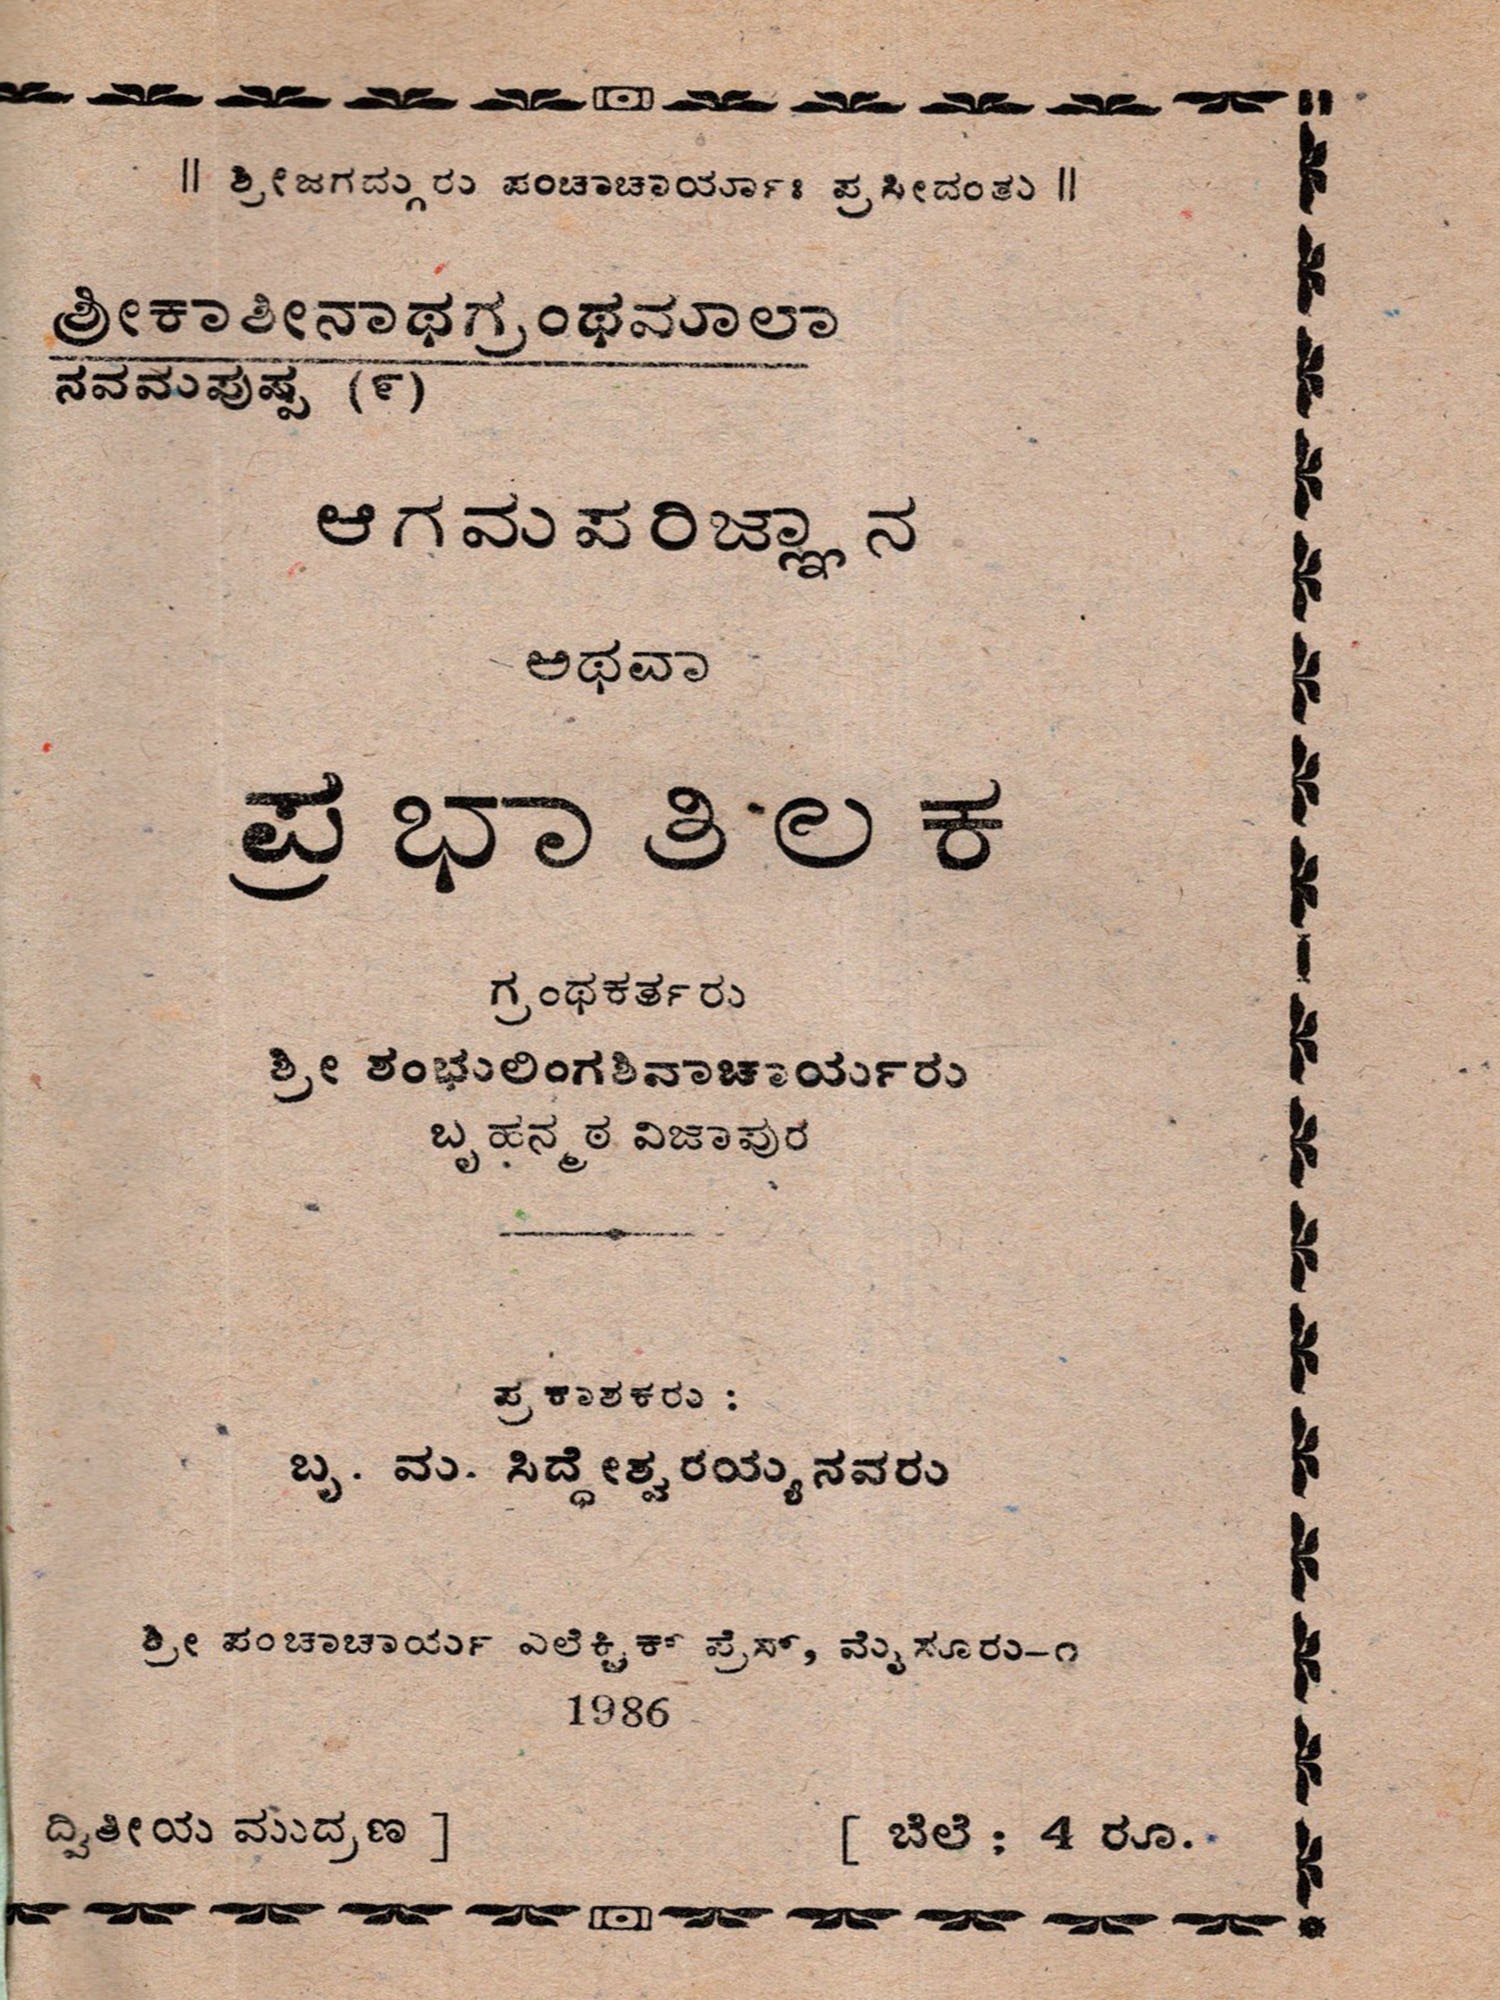 || ಶ್ರೀಜಗದ್ಗುರು ಪಂಚಾಚಾರ್ಯಾಃ ಪ್ರಸೀದಂತು ||
ಶ್ರೀಕಾಶೀನಾಥಗ್ರಂಥಮಾಲಾ
ನವಮಪುಷ್ಪ (೯)
ಆಗಮಪರಿಜ್ಞಾನ
ಅಥವಾ
ಪ್ರಭಾತಿಲಕ
ಗ್ರಂಥಕರ್ತರು
ಶ್ರೀ ಶಂಭುಲಿಂಗಶಿವಾಚಾರ್ಯರು
ಬೃಹನ್ಮಠ ವಿಜಾಪುರ
ಪ್ರಕಾಶಕರು :
ಬೃ. ಮ. ಸಿದ್ಧೇಶ್ವರಯ್ಯನವರು
ಶ್ರೀ ಪಂಚಾಚಾರ್ಯ ಎಲೆಕ್ಟ್ರಿಕ್ ಪ್ರೆಸ್, ಮೈಸೂರು-೧
1986
ದ್ವಿತೀಯ ಮುದ್ರಣ ]
[ ಬೆಲೆ : 4 ರೂ.